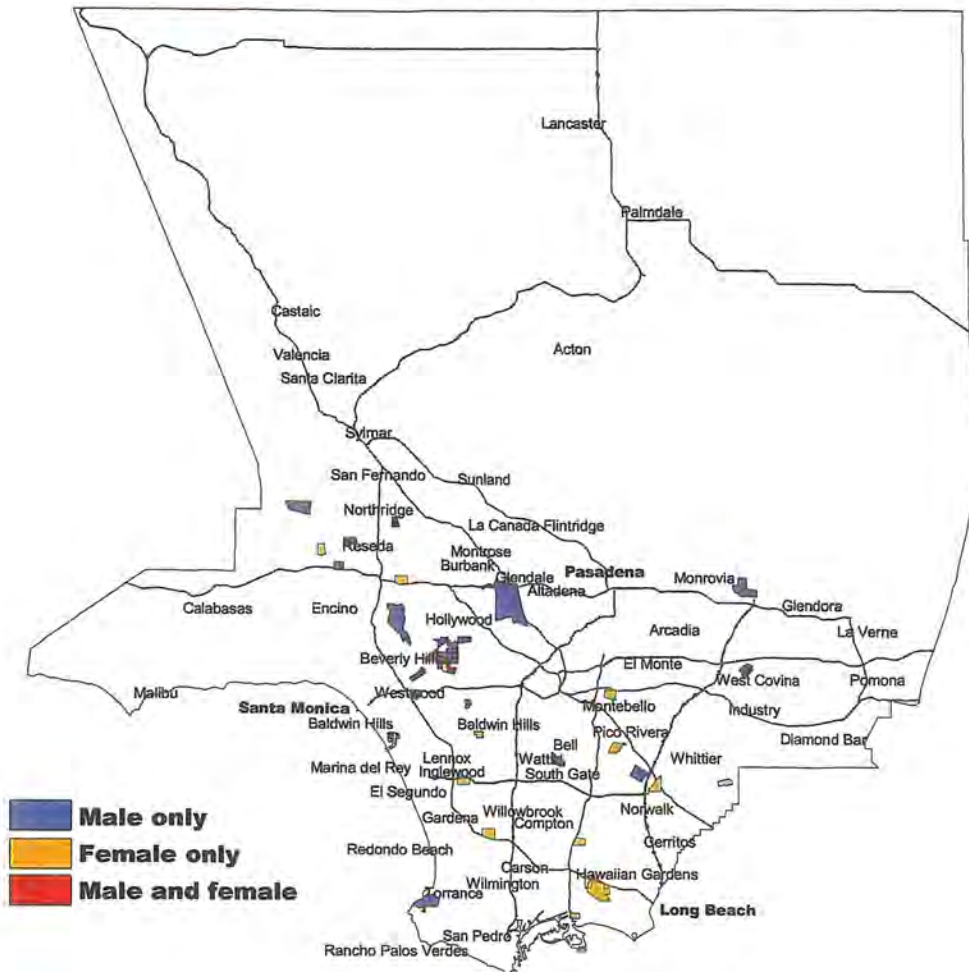 Lancaster
Palmdale
Castaic
Valencia
Acton
Santa Clarita
Sylmar
San Fernando
Sunland
Northridge
La Canada Flintridge
Reseda
Montrose
Burbank
Glendale
Pasadena
Monrovia
Altadena
Calabasas
Encino
Hollywood
Glendora
Arcadia
La Verne
Beverly Hills
El Monte
West Covina
Pomona
Malibu
Westwood
Santa Monica
Montebello
Industry
Baldwin Hills
Baldwin Hills
Pico Rivera
Diamond Bar
Bell
Marina del Rey
Lennox
Watts
Whittier
Inglewood
South Gate
El Segundo
Male only
Gardena
Willowbrook
Norwalk
Compton
Female only
Redondo Beach
Cerritos
Carson
Hawaiian Gardens
Male and female
Wilmington
Torrance
Long Beach
San Pedro
Rancho Palos Verdes